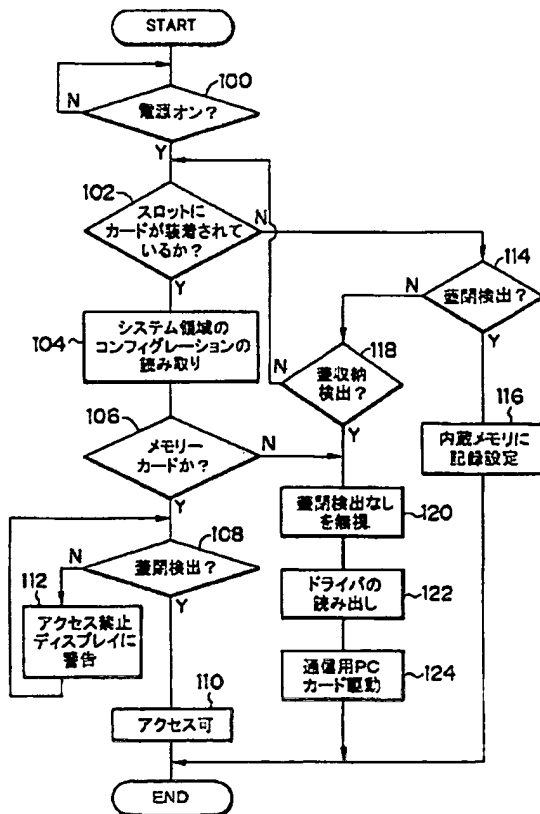 START
100
N
電源オン?
Y
102
スロットに
カードが装着されて
いるか?
N
Y
114
蓋閉検出?
N
Y
104
システム領域の
コンフィグレーションの
読み取り
118
N
蓋収納
検出?
Y
116
内蔵メモリに
記録設定
106
メモリー
カードか?
N
Y
120
蓋閉検出なし
を無視
108
N
蓋閉検出?
Y
112
アクセス禁止
ディスプレイに
警告
122
ドライバの
読み出し
124
通信用PC
カード駆動
110
アクセス可
END